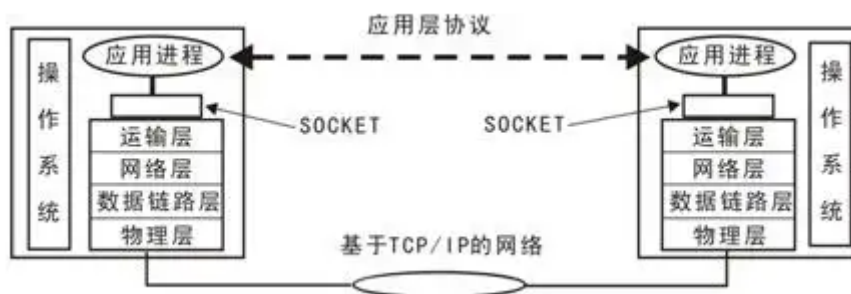 应用层协议
应用进程
应用进程
操作系统
操作系统
SOCKET
SOCKET
运输层
网络层
数据链路层
物理层
运输层
网络层
数据链路层
物理层
基于TCP/IP的网络